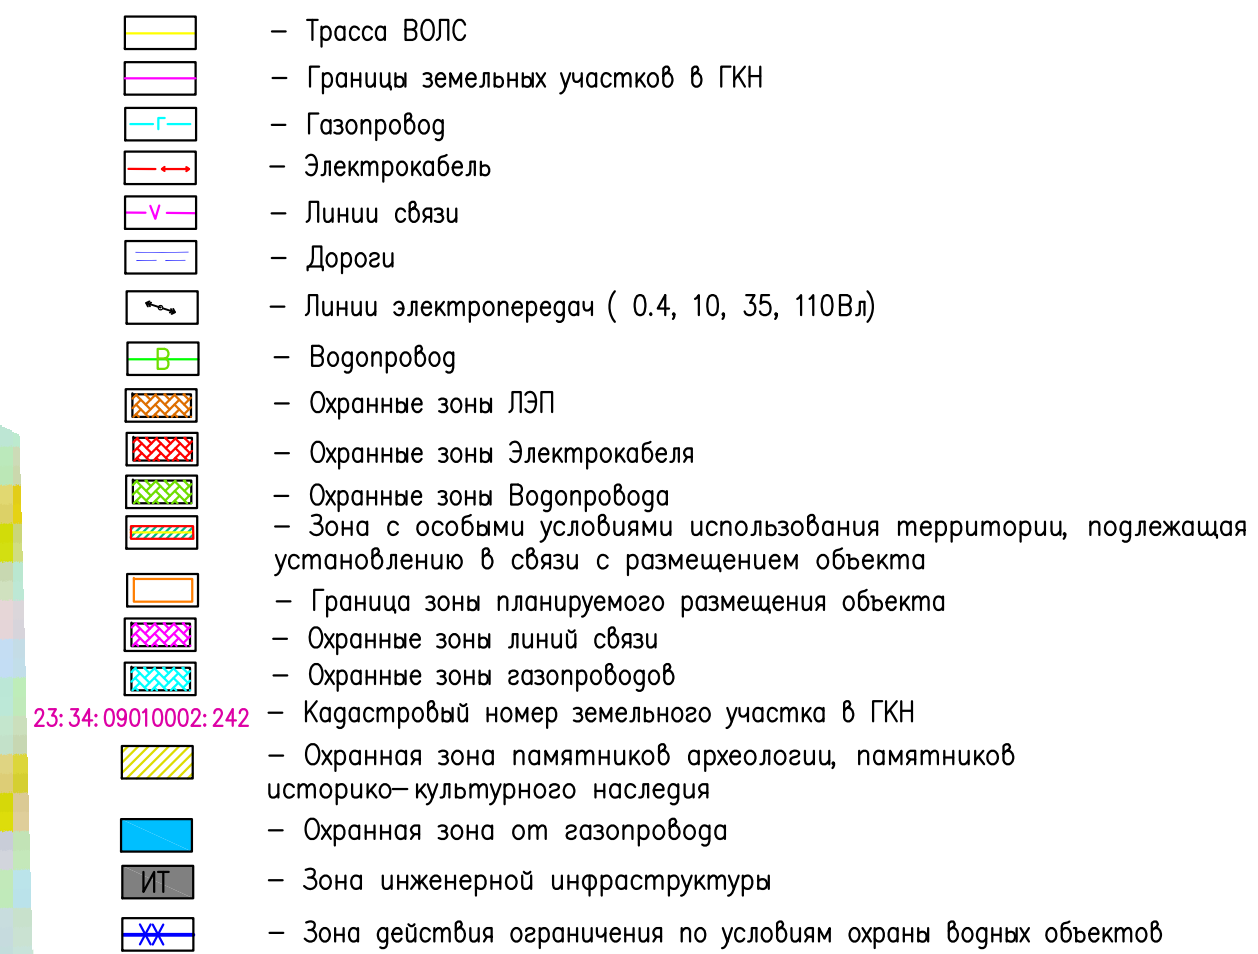 – Трасса ВОЛС
– Границы земельных участков в ГКН
Г – Газопровод
– Электрокабель
V – Линии связи
– Дороги
– Линии электропередач ( 0.4, 10, 35, 110Вл)
В – Водопровод
– Охранные зоны ЛЭП
– Охранные зоны Электрокабеля
– Охранные зоны Водопровода
– Зона с особыми условиями использования территории, подлежащая
установлению в связи с размещением объекта
– Граница зоны планируемого размещения объекта
– Охранные зоны линий связи
– Охранные зоны газопроводов
23:34:09010002:242 – Кадастровый номер земельного участка в ГКН
– Охранная зона памятников археологии, памятников
историко–культурного наследия
– Охранная зона от газопровода
ИТ – Зона инженерной инфраструктуры
XX – Зона действия ограничения по условиям охраны водных объектов